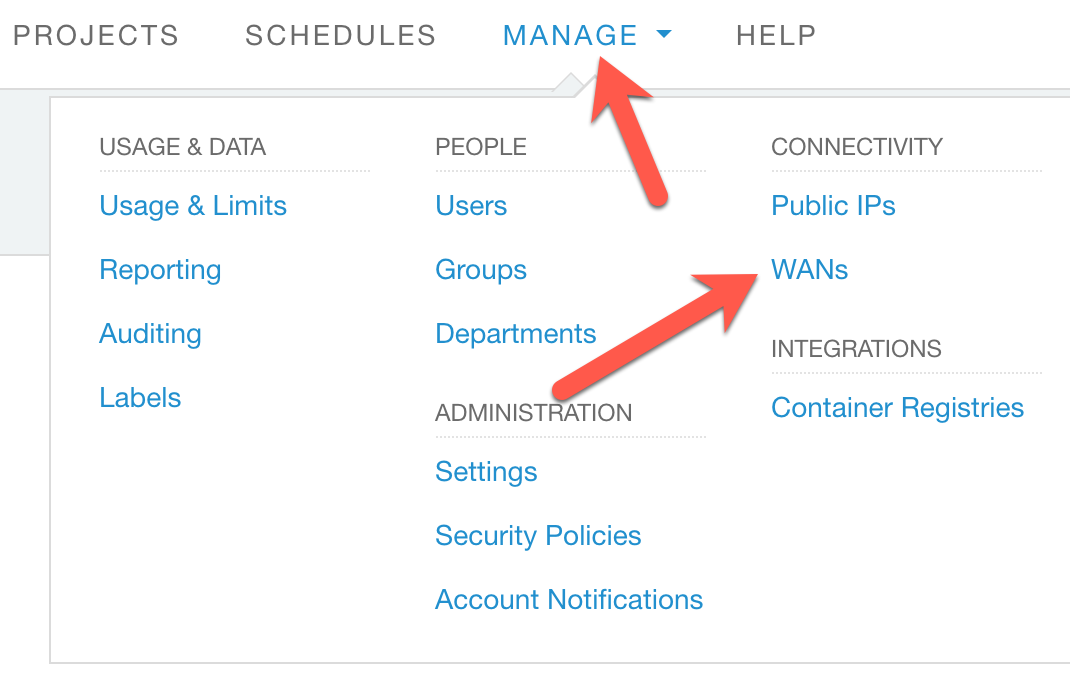 PROJECTS SCHEDULES MANAGE HELP
USAGE & DATA
Usage & Limits
Reporting
Auditing
Labels
PEOPLE
Users
Groups
Departments
ADMINISTRATION
Settings
Security Policies
Account Notifications
CONNECTIVITY
Public IPs
WANs
INTEGRATIONS
Container Registries